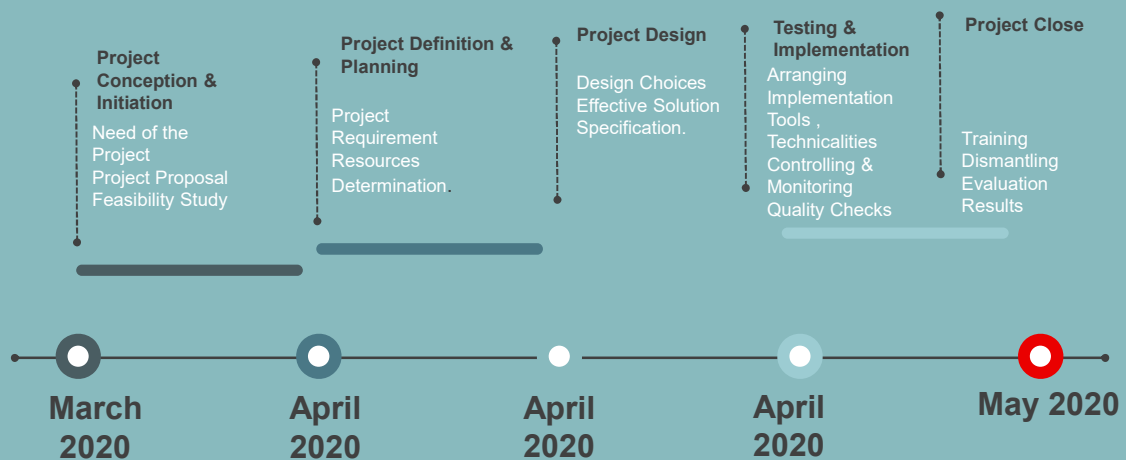 Project
Conception &
Initiation
Need of the
Project
Project Proposal
Feasibility Study
Project Definition &
Planning
Project
Requirement
Resources
Determination.
Project Design
Design Choices
Effective Solution
Specification.
Testing &
Implementation
Arranging
Implementation
Tools ,
Technicalities
Controlling &
Monitoring
Quality Checks
Project Close
Training
Dismantling
Evaluation
Results
March
2020
April
2020
April
2020
April
2020
May 2020